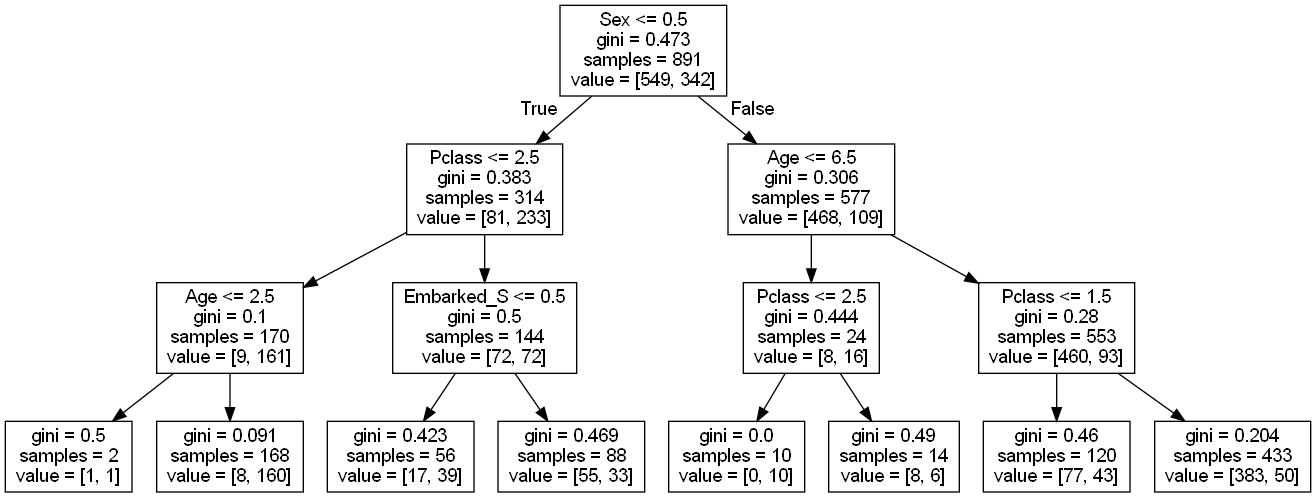 Sex <= 0.5
gini = 0.473
samples = 891
value = [549, 342]
True
False
Pclass <= 2.5
gini = 0.383
samples = 314
value = [81, 233]
Age <= 6.5
gini = 0.306
samples = 577
value = [468, 109]
Age <= 2.5
gini = 0.1
samples = 170
value = [9, 161]
Embarked_S <= 0.5
gini = 0.5
samples = 144
value = [72, 72]
Pclass <= 2.5
gini = 0.444
samples = 24
value = [8, 16]
Pclass <= 1.5
gini = 0.28
samples = 553
value = [460, 93]
gini = 0.5
samples = 2
value = [1, 1]
gini = 0.091
samples = 168
value = [8, 160]
gini = 0.423
samples = 56
value = [17, 39]
gini = 0.469
samples = 88
value = [55, 33]
gini = 0.0
samples = 10
value = [0, 10]
gini = 0.49
samples = 14
value = [8, 6]
gini = 0.46
samples = 120
value = [77, 43]
gini = 0.204
samples = 433
value = [383, 50]